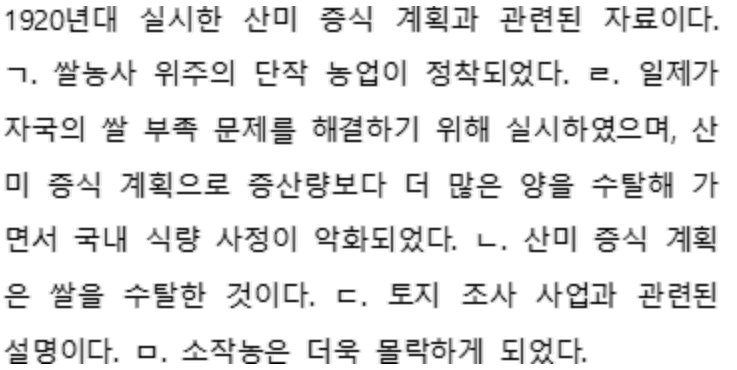 1920년대 실시한 산미 증식 계획과 관련된 자료이다.
ㄱ. 쌀농사 위주의 단작 농업이 정착되었다. ㄹ. 일제가
자국의 쌀 부족 문제를 해결하기 위해 실시하였으며, 산
미 증식 계획으로 증산량보다 더 많은 양을 수탈해 가
면서 국내 식량 사정이 악화되었다. ㄴ. 산미 증식 계획
은 쌀을 수탈한 것이다. ㄷ. 토지 조사 사업과 관련된
설명이다. ㅁ. 소작농은 더욱 몰락하게 되었다.